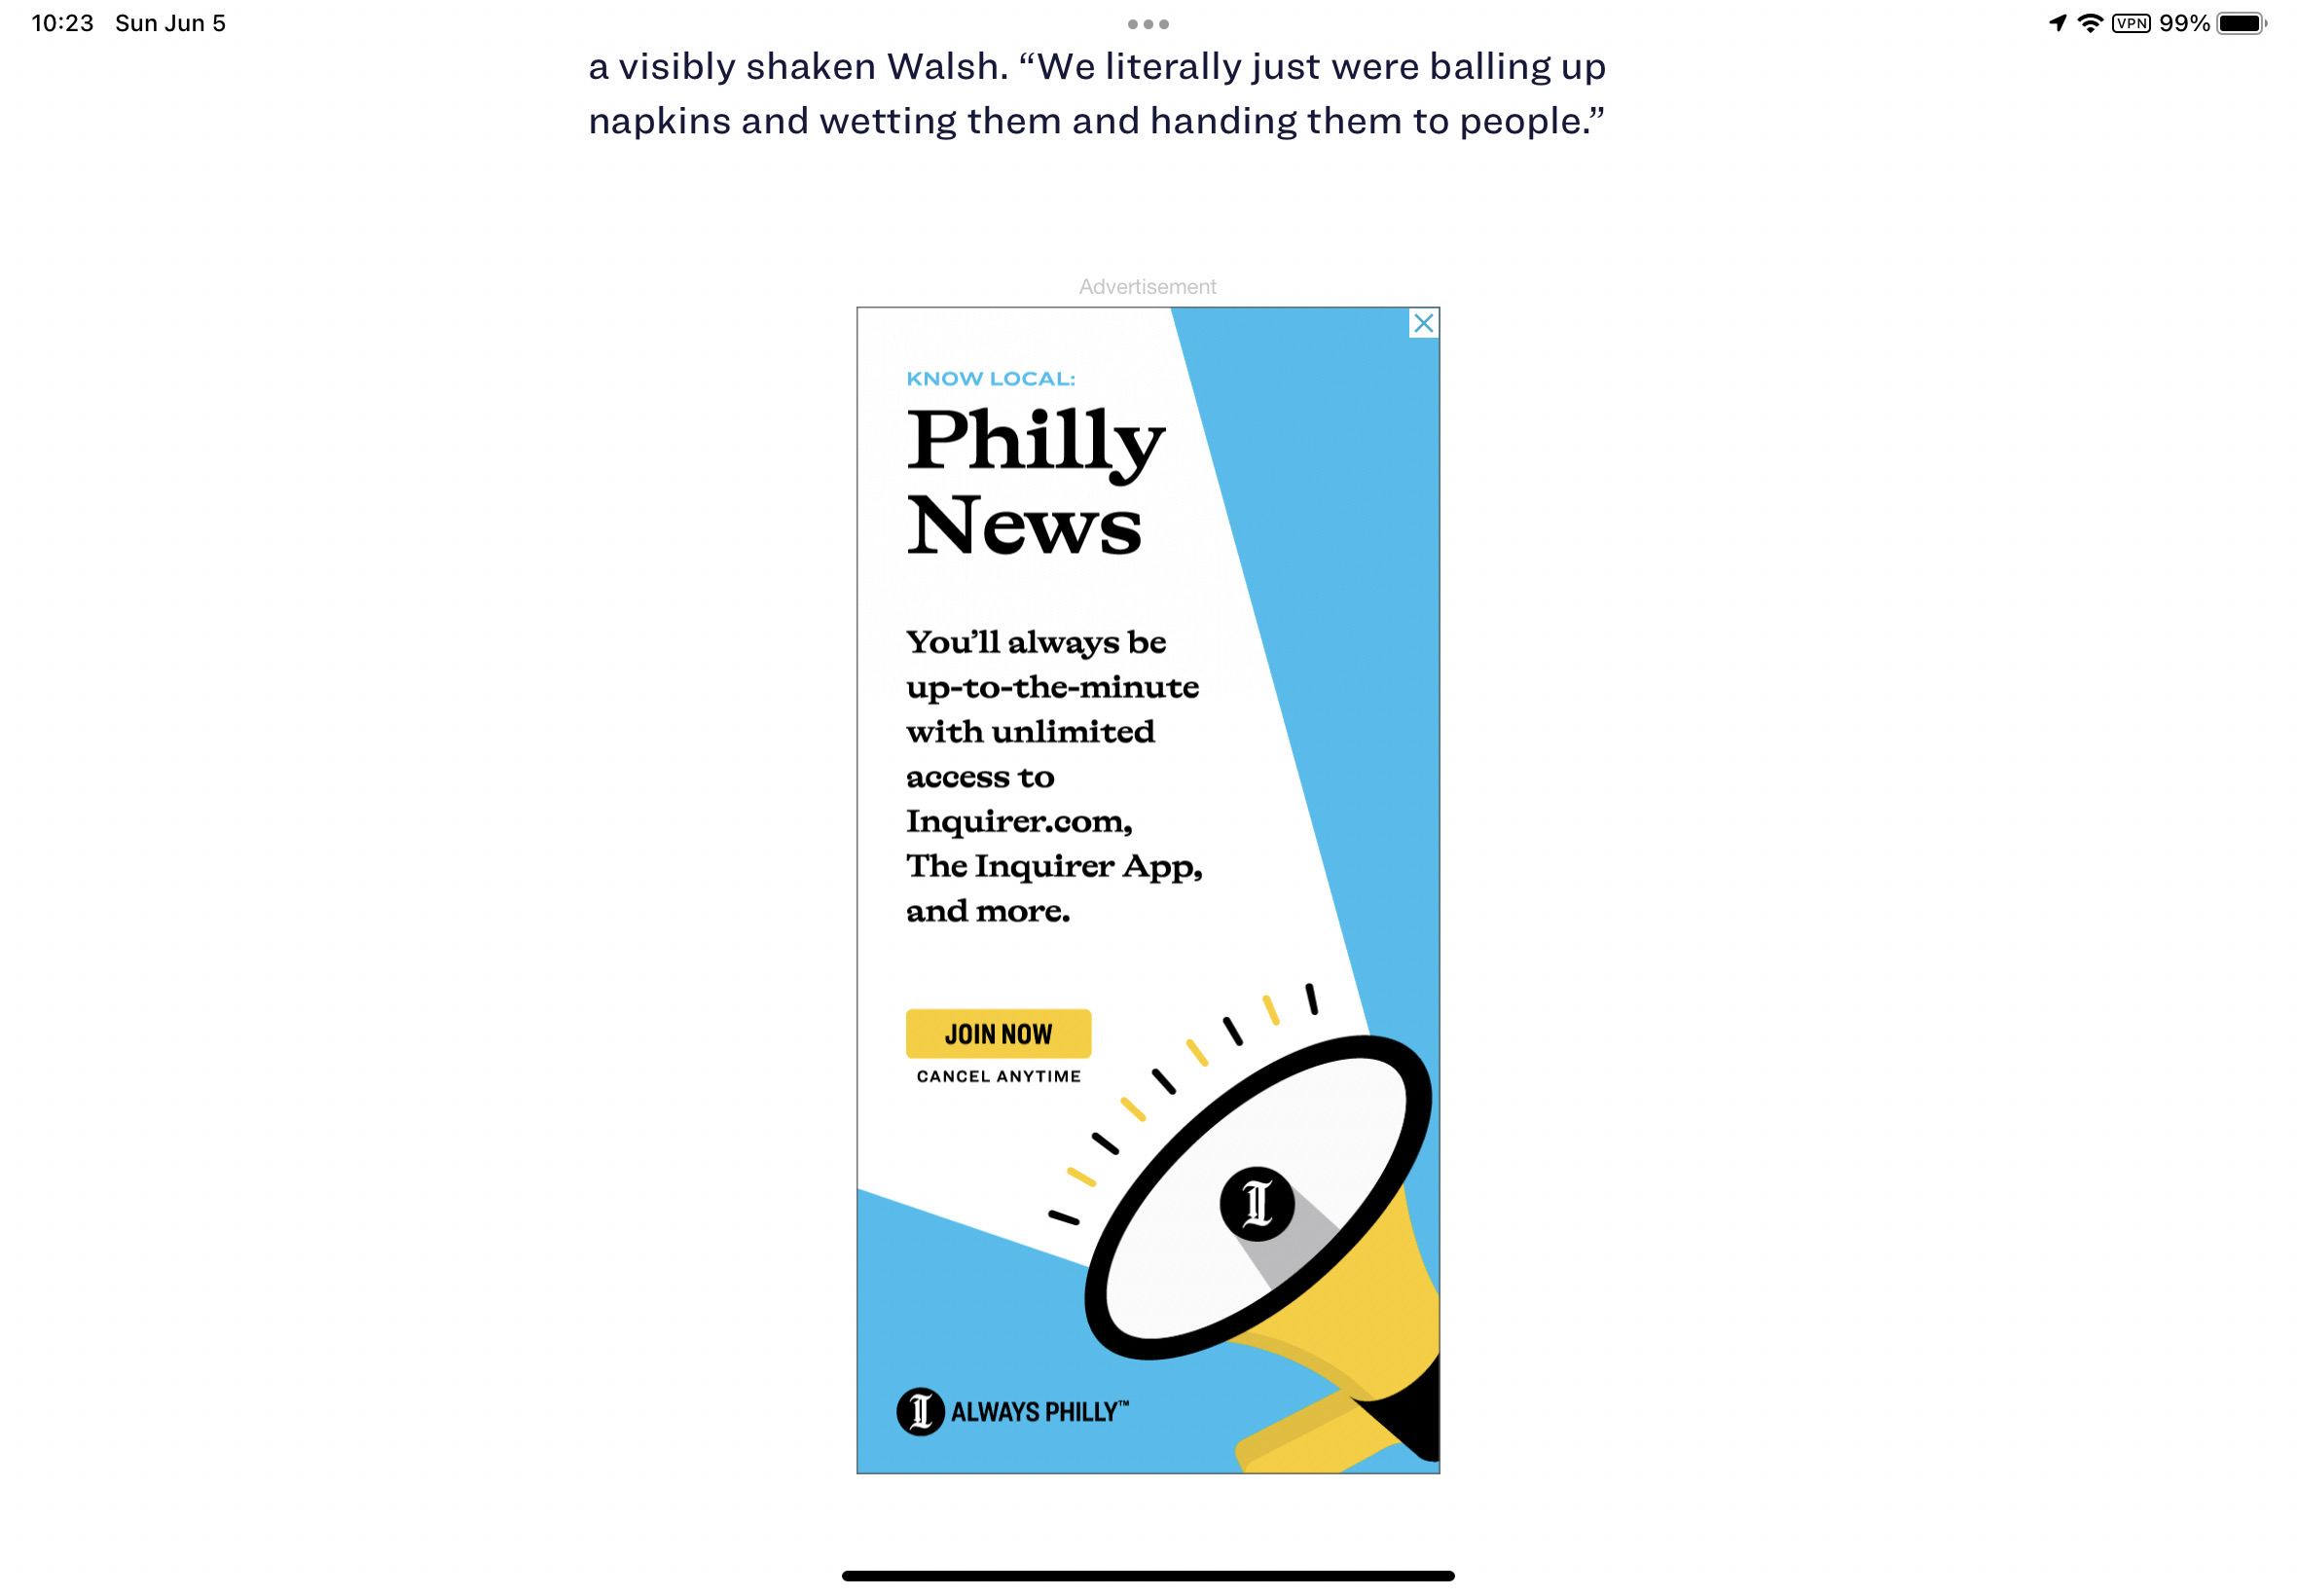 10:23 Sun Jun 5
VPN 99%
a visibly shaken Walsh. “We literally just were balling up
napkins and wetting them and handing them to people.”
Advertisement
KNOW LOCAL:
Philly
News
You’ll always be
up-to-the-minute
with unlimited
access to
Inquirer.com,
The Inquirer App,
and more.
JOIN NOW
CANCEL ANYTIME
I
I ALWAYS PHILLY™